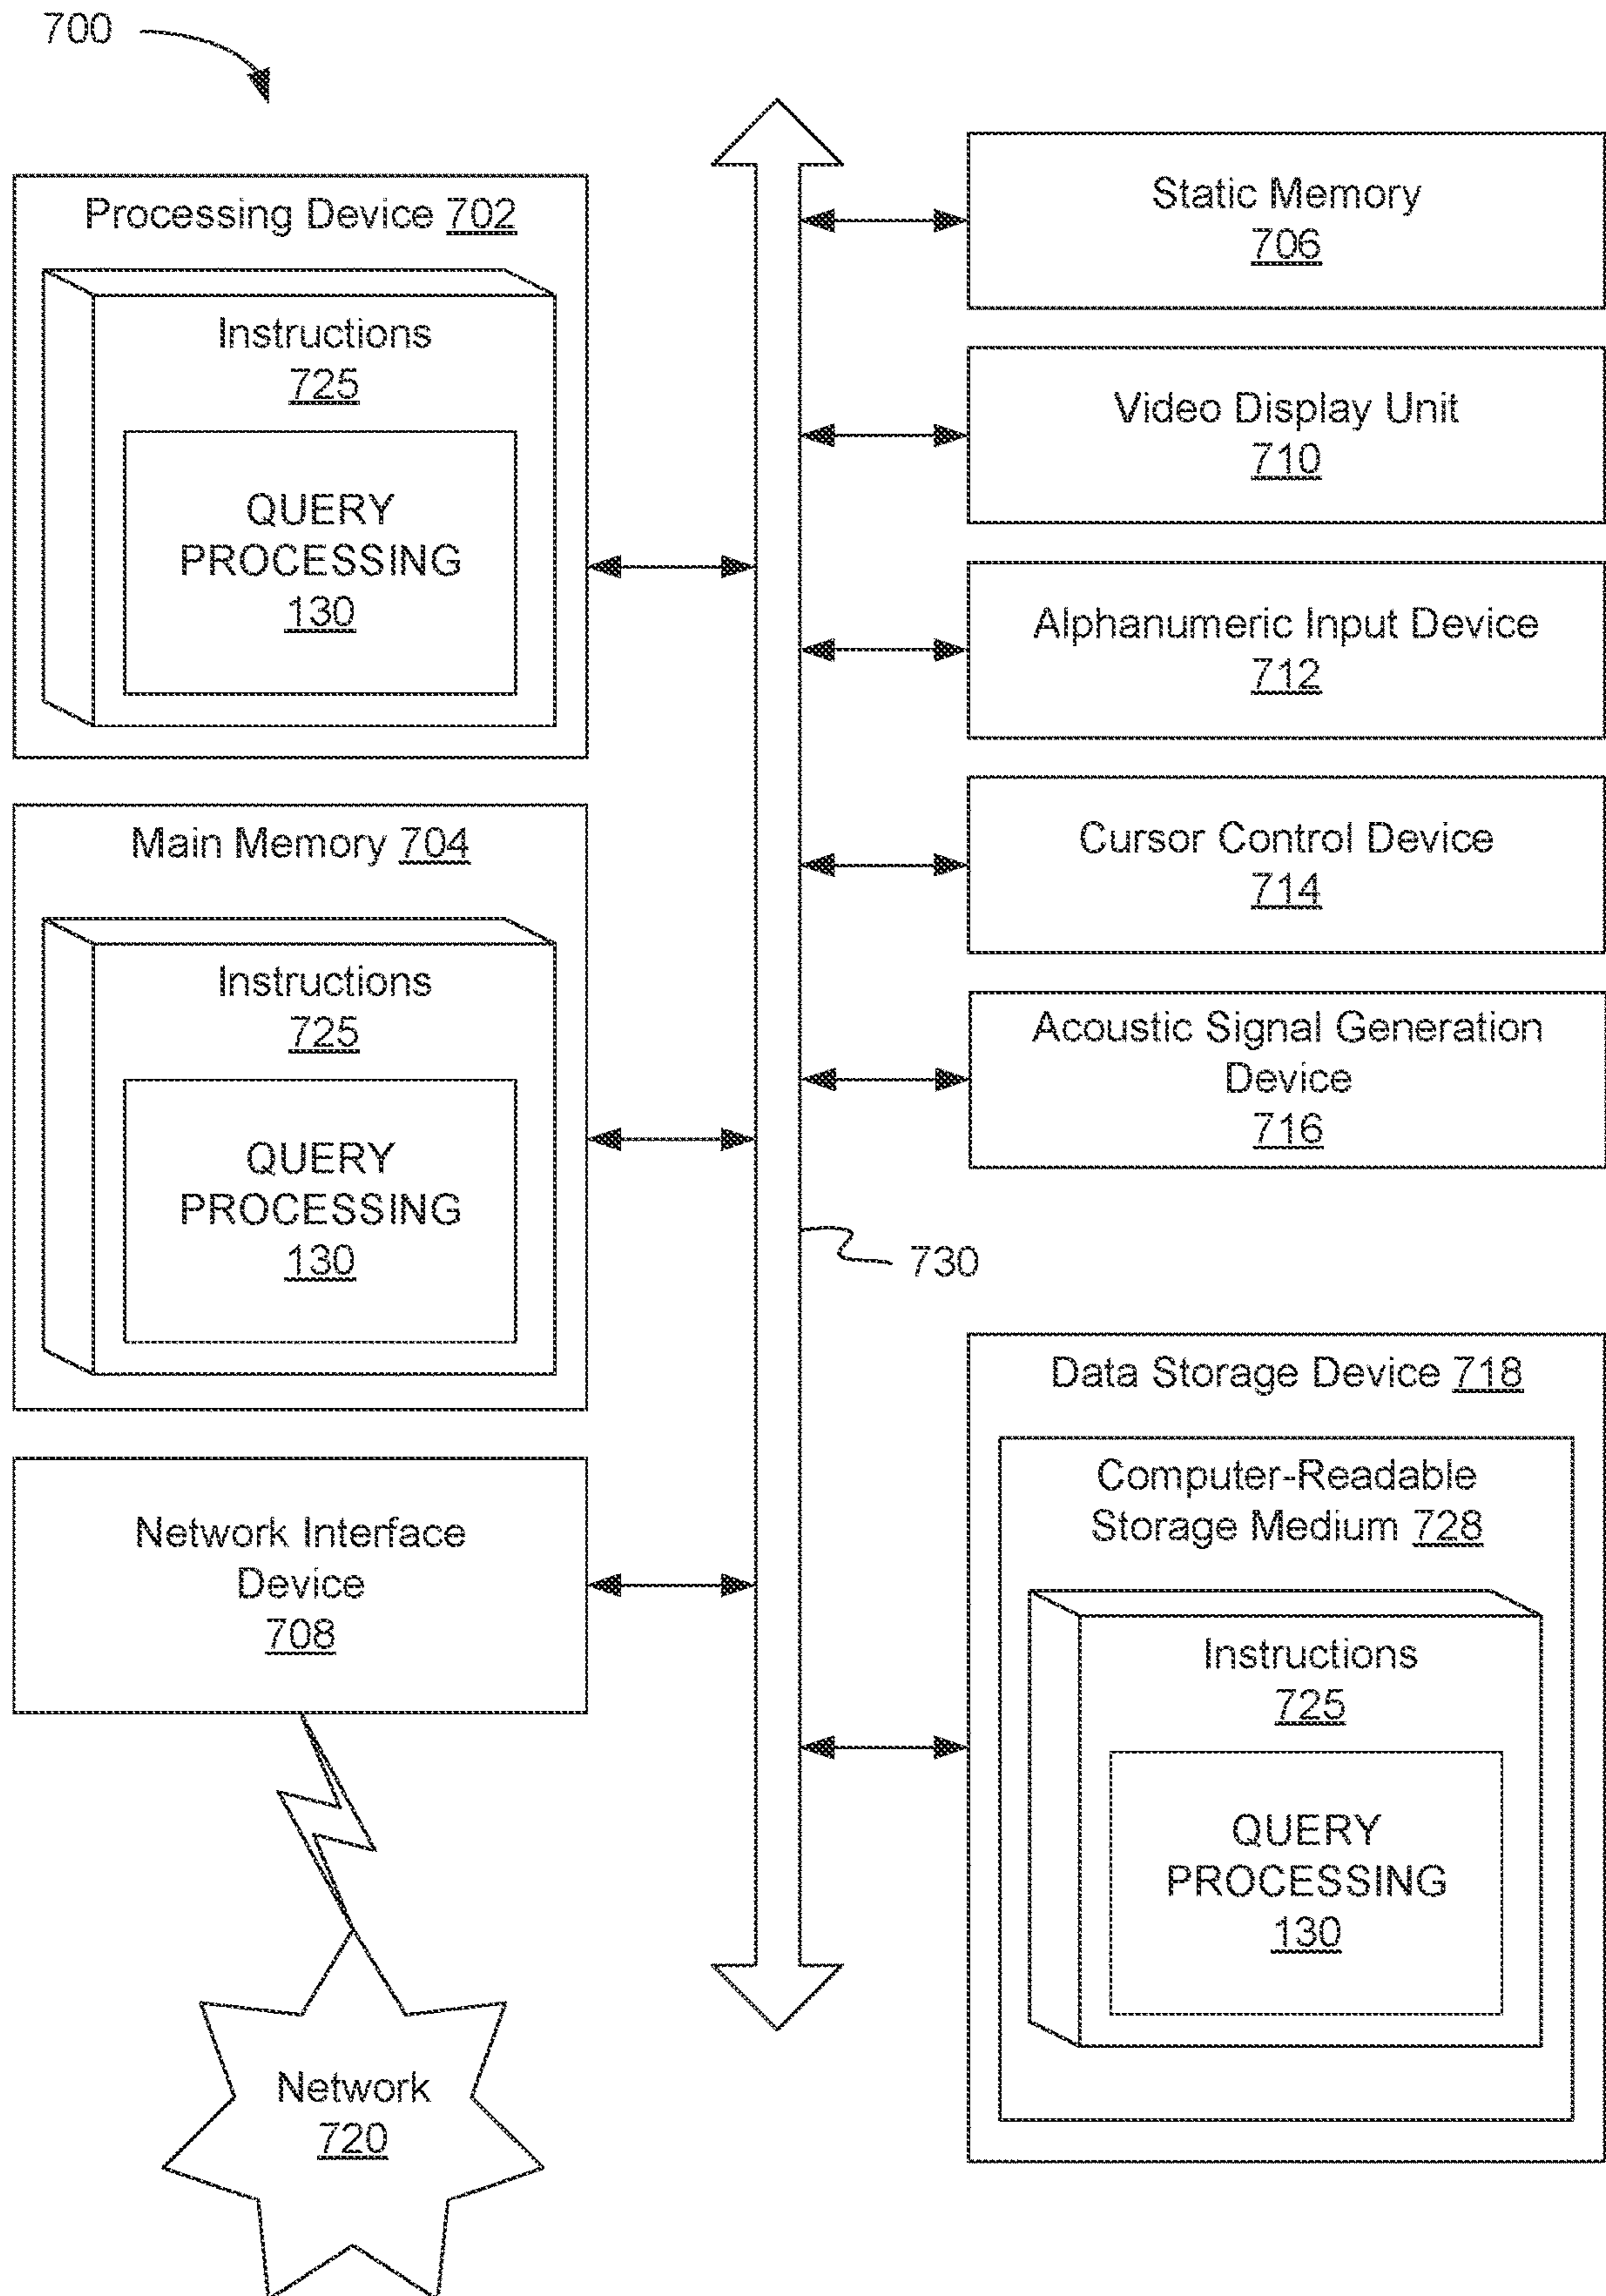 700
Processing Device 702
Instructions
725
QUERY
PROCESSING
130
Main Memory 704
Instructions
725
QUERY
PROCESSING
130
Network Interface
Device
708
Network
720
Static Memory
706
Video Display Unit
710
Alphanumeric Input Device
712
Cursor Control Device
714
Acoustic Signal Generation
Device
716
730
Data Storage Device 718
Computer-Readable
Storage Medium 728
Instructions
725
QUERY
PROCESSING
130